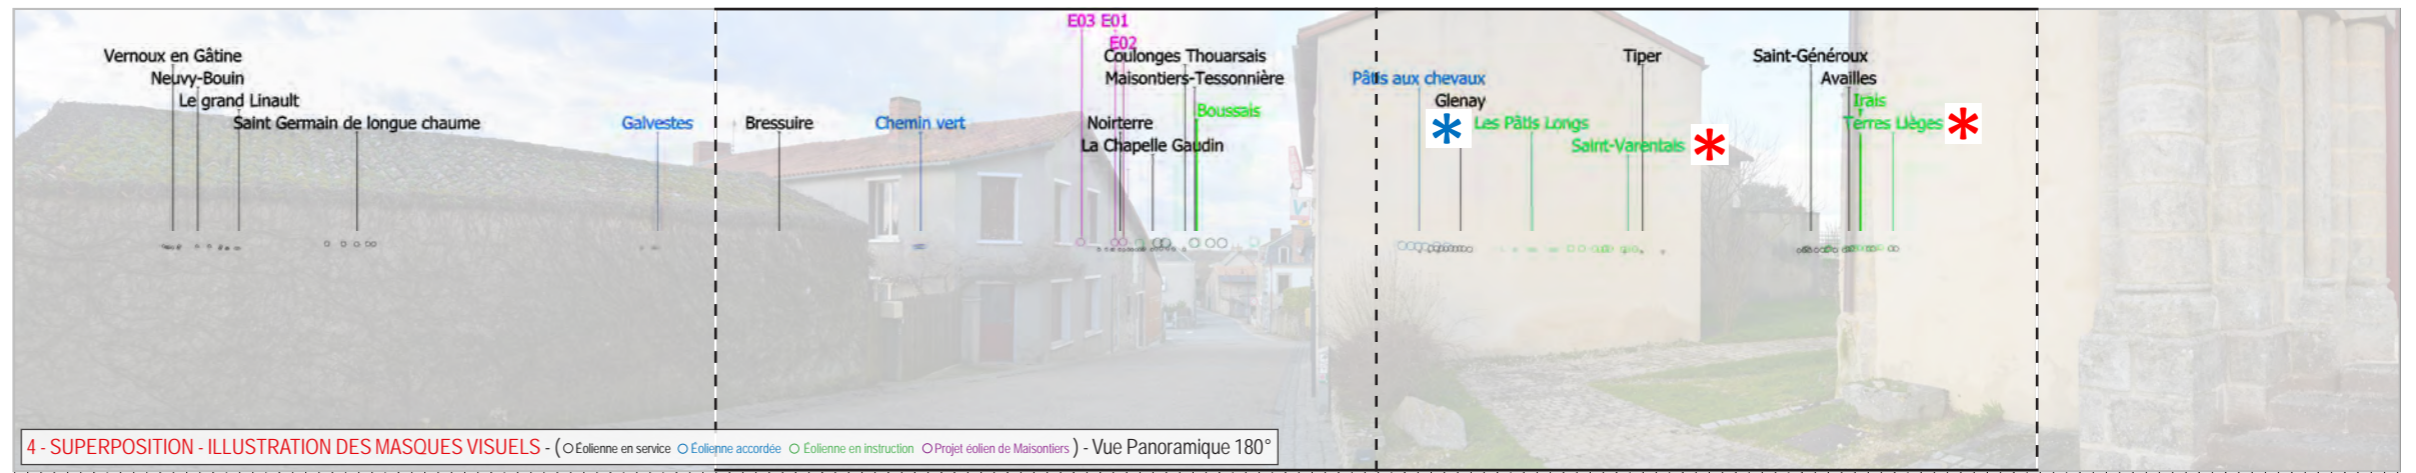 E03 E01
E02
Vernoux en Gâtine
Neuvy-Bouin
Le grand Linault
Saint Germain de longue chaume
Galvestes
Bressuire
Chemin vert
Coulonges Thouarsais
Maisontiers-Tessonnière
Boussais
Noirterre
La Chapelle Gaudin
Pâtis aux chevaux
Glenay
* Les Pâtis Longs
Saint-Varentais *
Tiper
Saint-Généroux
Availles
Irais
Terres Lièges *
4 - SUPERPOSITION - ILLUSTRATION DES MASQUES VISUELS - ( Éolienne en service Éolienne accordée Éolienne en instruction Projet éolien de Maisontiers ) - Vue Panoramique 180°